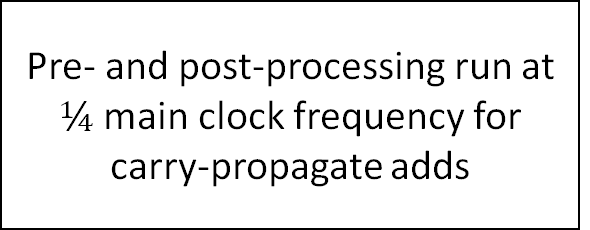 Pre- and post-processing run at
¼ main clock frequency for
carry-propagate adds